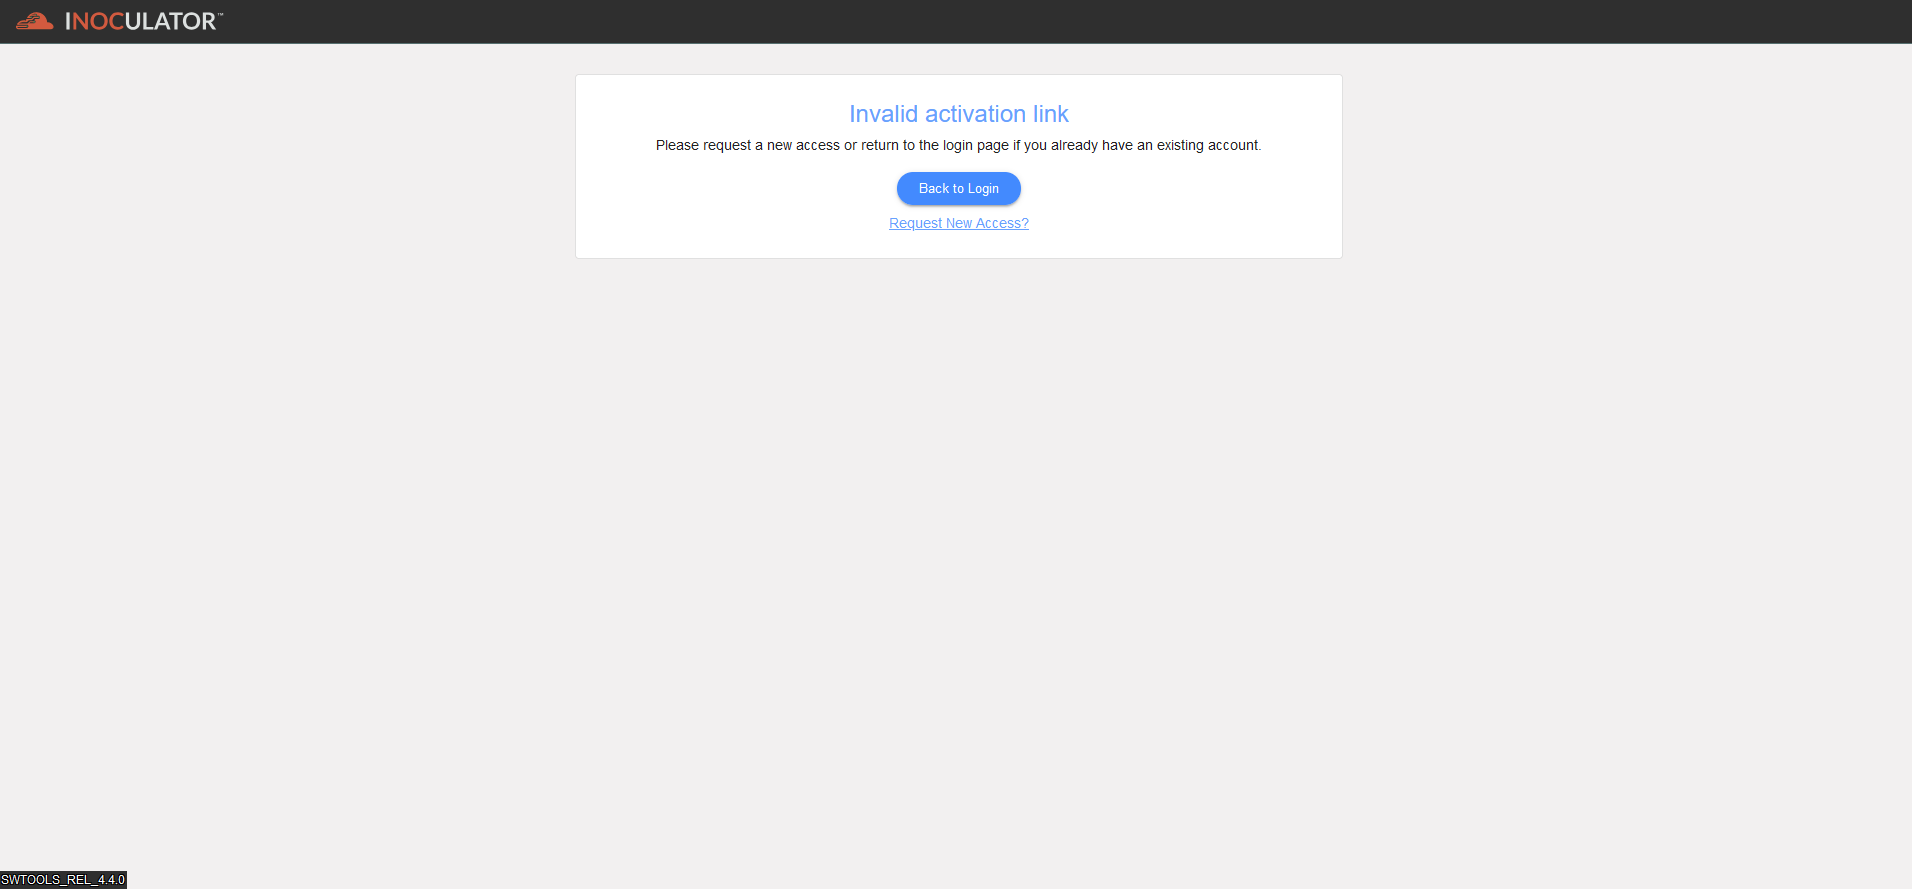 INOCULATOR™
Invalid activation link
Please request a new access or return to the login page if you already have an existing account.
Back to Login
Request New Access?
SWTOOLS_REL_4.4.0